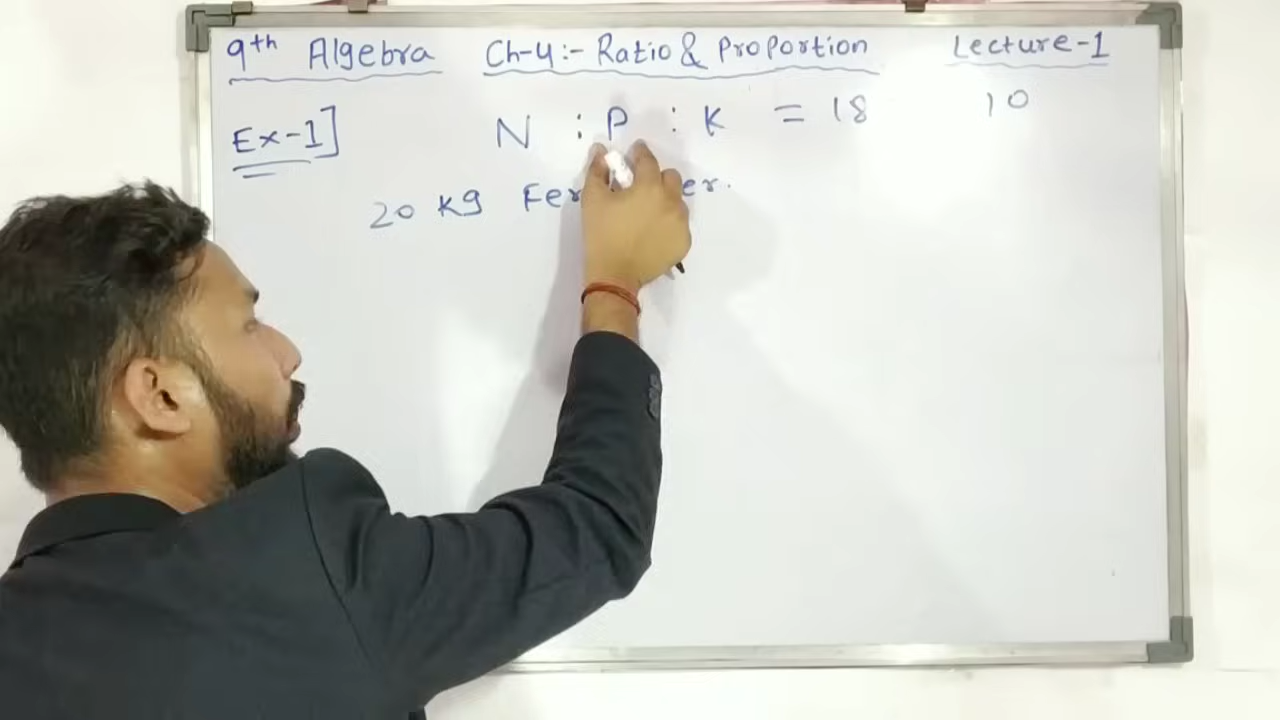 9th Algebra Ch-4:- Ratio & Proportion Lecture-1
Ex-1] N : P : K = 18 10
20 kg